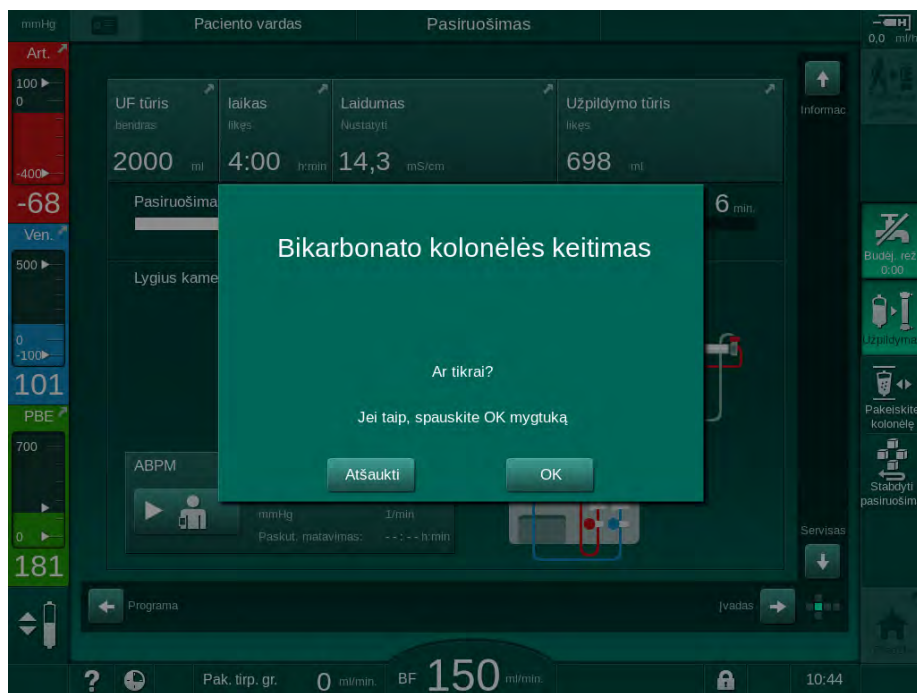 mmHg
Paciento vardas
Pasiruošimas
0,0 ml/h
Art.
100
0
-400
-68
Ven.
500
0
-100
101
PBE
700
0
181
UF tūris
bendras
2000 ml
laikas
likęs
4:00 h:min
Laidumas
Nustatyti
14,3 mS/cm
Užpildymo tūris
likęs
698 ml
Informac
Pasiruošima
6 min.
Lygius kame
Bikarbonato kolonėlės keitimas
Ar tikrai?
Jei taip, spauskite OK mygtuką
Atšaukti
OK
ABPM
mmHg
1/min
Paskut. matavimas: --:-- h:min
Budėj. rež
0:00
Užpildyma
Pakeiskite
kolonėlę
Stabdyti
pasiruošim
Servisas
Programa
Įvadas
?
Pak. tirp. gr.
0 ml/min.
BF 150 ml/min.
10:44